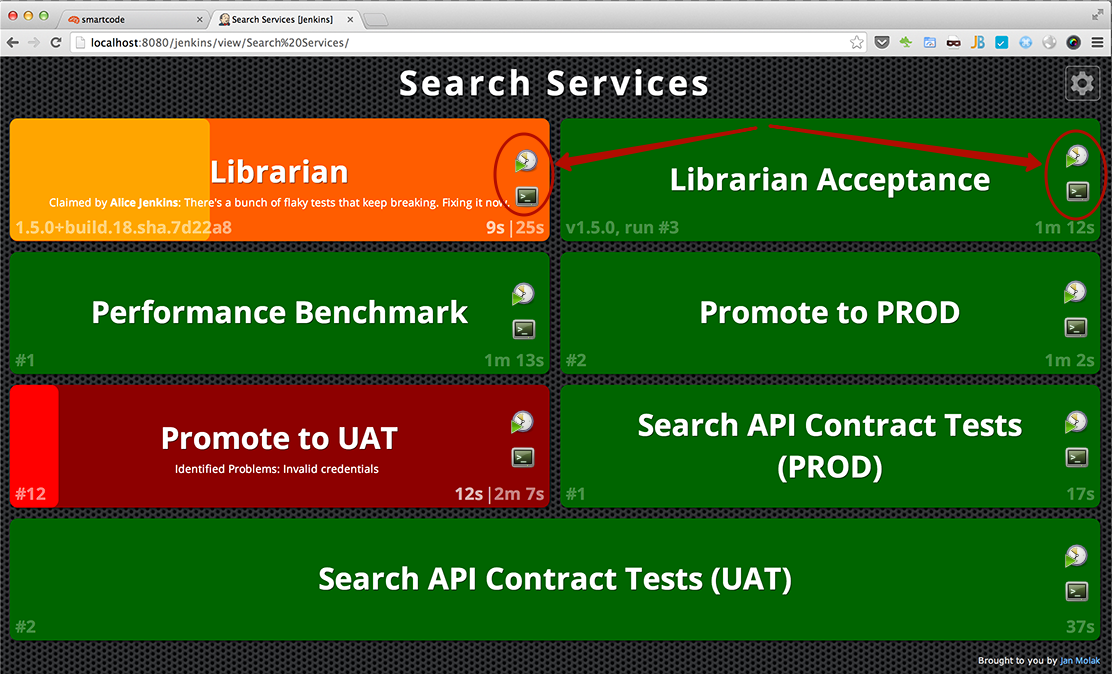 smartcode
Search Services [Jenkins]
localhost:8080/jenkins/view/Search%20Services/
JB
Search Services
Librarian
Claimed by Alice Jenkins: There's a bunch of flaky tests that keep breaking. Fixing it now.
1.5.0+build.18.sha.7d22a8
9s|25s
Librarian Acceptance
v1.5.0, run #3
1m 12s
Performance Benchmark
#1
1m 13s
Promote to PROD
#2
1m 2s
Promote to UAT
Identified Problems: Invalid credentials
#12
12s|2m 7s
Search API Contract Tests
(PROD)
#1
17s
Search API Contract Tests (UAT)
#2
37s
Brought to you by Jan Molak